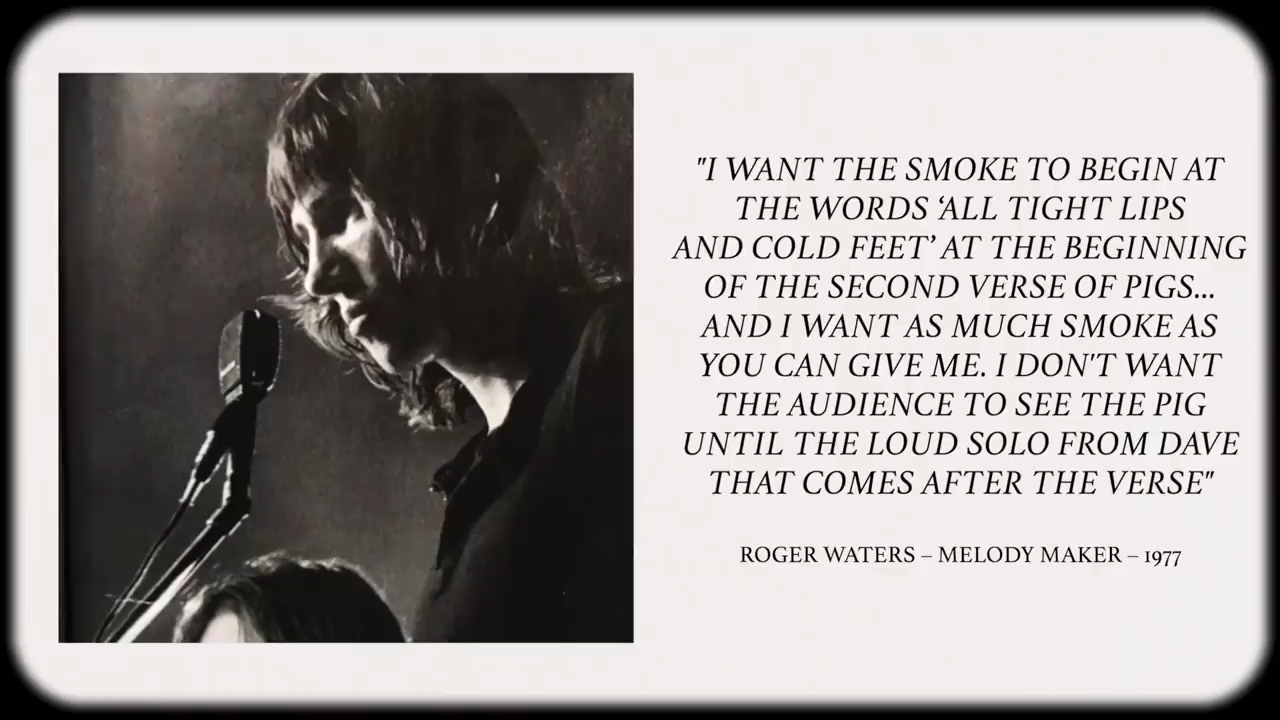 "I WANT THE SMOKE TO BEGIN AT
THE WORDS ‘ALL TIGHT LIPS
AND COLD FEET’ AT THE BEGINNING
OF THE SECOND VERSE OF PIGS...
AND I WANT AS MUCH SMOKE AS
YOU CAN GIVE ME. I DON'T WANT
THE AUDIENCE TO SEE THE PIG
UNTIL THE LOUD SOLO FROM DAVE
THAT COMES AFTER THE VERSE"
ROGER WATERS – MELODY MAKER – 1977